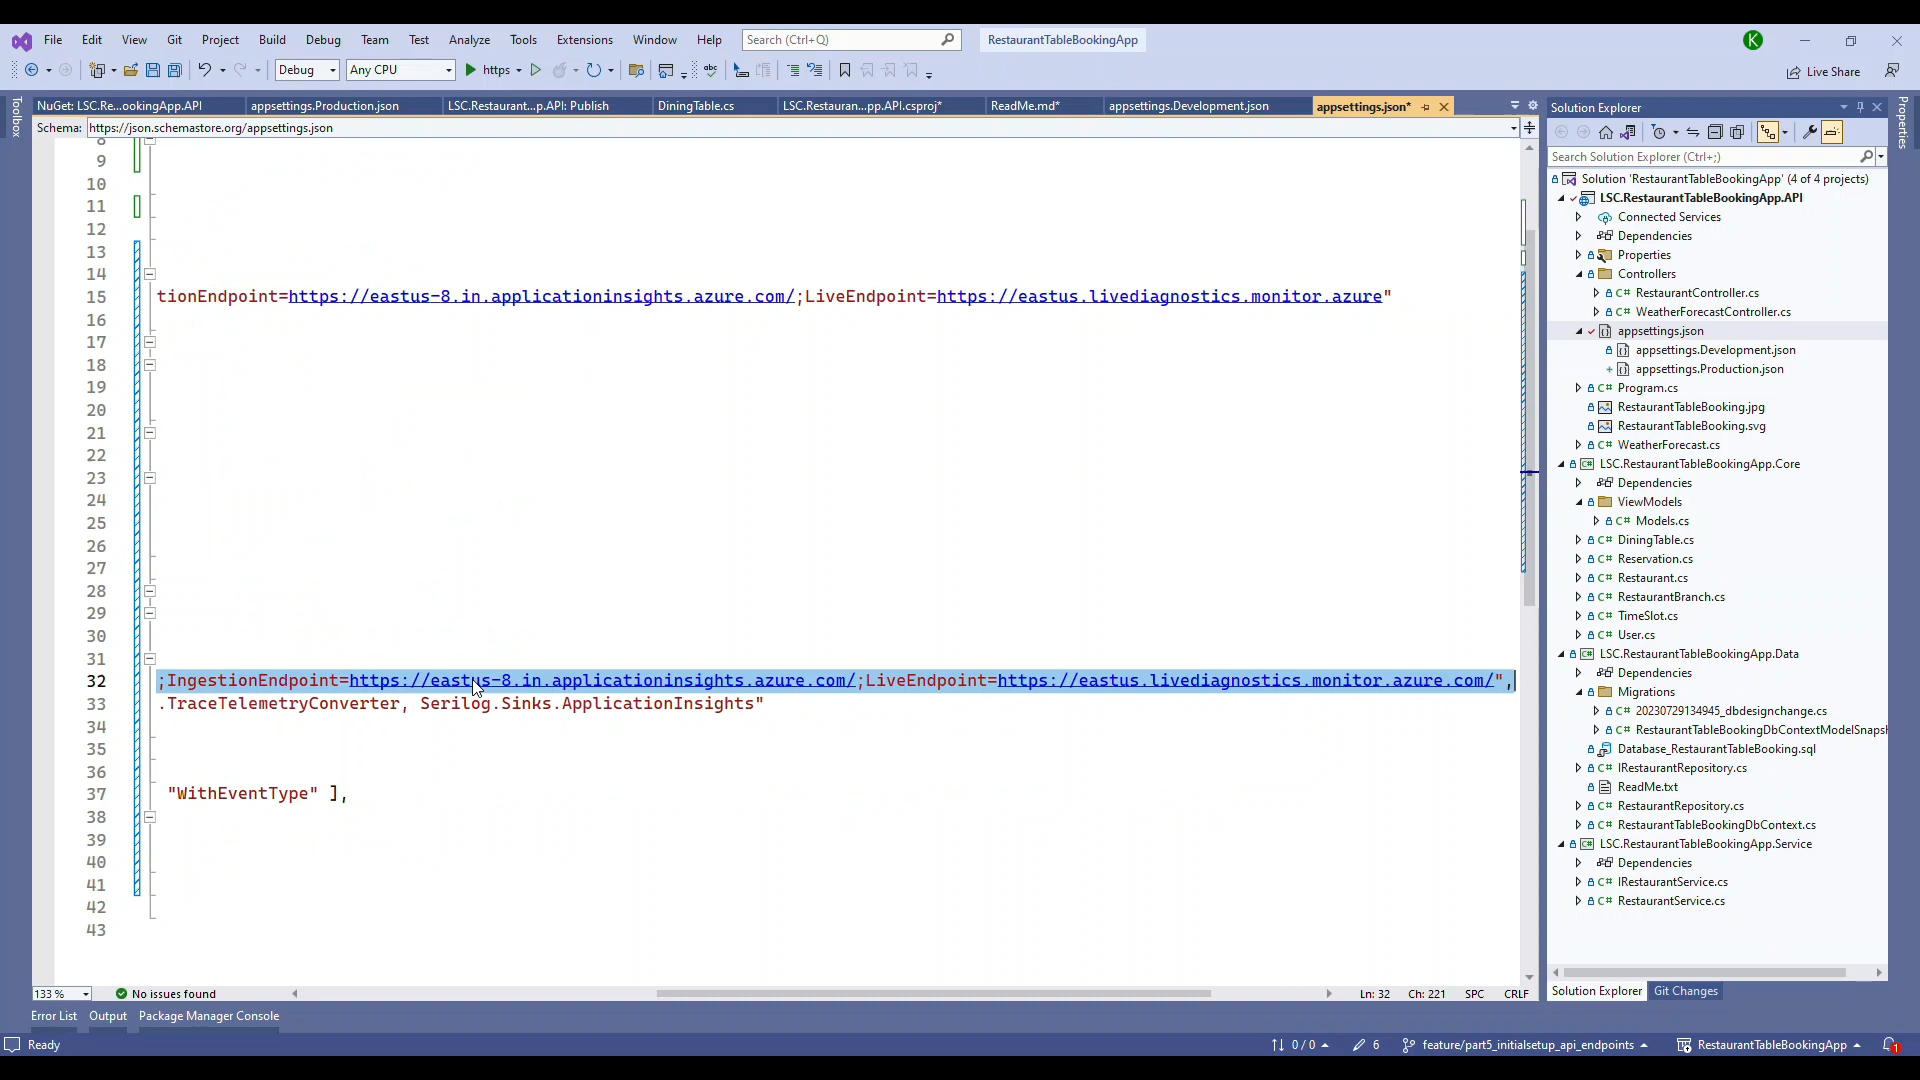 File Edit View Git Project Build Debug Team Test Analyze Tools Extensions Window Help Search (Ctrl+Q) RestaurantTableBookingApp K
Debug Any CPU https Live Share
NuGet: LSC.Re...ookingApp.API appsettings.Production.json LSC.Restaurant...p.API: Publish DiningTable.cs LSC.Restauran...pp.API.csproj* ReadMe.md* appsettings.Development.json appsettings.json*
Schema: https://json.schemastore.org/appsettings.json
Toolbox
Properties
8
9
10
11
12
13
14
15 tionEndpoint=https://eastus-8.in.applicationinsights.azure.com/;LiveEndpoint=https://eastus.livediagnostics.monitor.azure"
16
17
18
19
20
21
22
23
24
25
26
27
28
29
30
31
32 ;IngestionEndpoint=https://eastus-8.in.applicationinsights.azure.com/;LiveEndpoint=https://eastus.livediagnostics.monitor.azure.com/",
33 .TraceTelemetryConverter, Serilog.Sinks.ApplicationInsights"
34
35
36
37 "WithEventType" ],
38
39
40
41
42
43
133 % No issues found Ln: 32 Ch: 221 SPC CRLF
Solution Explorer
Search Solution Explorer (Ctrl+;)
Solution 'RestaurantTableBookingApp' (4 of 4 projects)
LSC.RestaurantTableBookingApp.API
Connected Services
Dependencies
Properties
Controllers
C# RestaurantController.cs
C# WeatherForecastController.cs
appsettings.json
appsettings.Development.json
appsettings.Production.json
C# Program.cs
RestaurantTableBooking.jpg
RestaurantTableBooking.svg
C# WeatherForecast.cs
LSC.RestaurantTableBookingApp.Core
Dependencies
ViewModels
C# Models.cs
C# DiningTable.cs
C# Reservation.cs
C# Restaurant.cs
C# RestaurantBranch.cs
C# TimeSlot.cs
C# User.cs
LSC.RestaurantTableBookingApp.Data
Dependencies
Migrations
C# 20230729134945_dbdesignchange.cs
C# RestaurantTableBookingDbContextModelSnapsh
Database_RestaurantTableBooking.sql
C# IRestaurantRepository.cs
ReadMe.txt
C# RestaurantRepository.cs
C# RestaurantTableBookingDbContext.cs
LSC.RestaurantTableBookingApp.Service
Dependencies
C# IRestaurantService.cs
C# RestaurantService.cs
Solution Explorer Git Changes
Error List Output Package Manager Console
Ready 0 / 0 6 feature/part5_initialsetup_api_endpoints RestaurantTableBookingApp 1